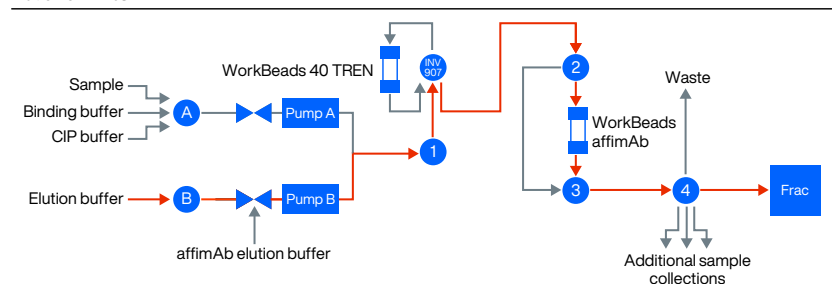 WorkBeads 40 TREN
INV
907
2
Sample
Binding buffer
CIP buffer
A
Pump A
1
Waste
WorkBeads
affimAb
Elution buffer
B
Pump B
3
4
Frac
affimAb elution buffer
Additional sample
collections